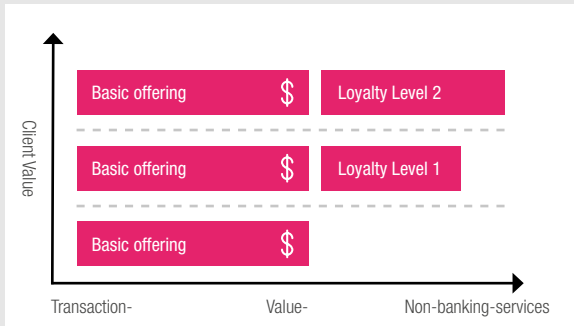 Client Value
Basic offering $ Loyalty Level 2
Basic offering $ Loyalty Level 1
Basic offering $
Transaction- Value- Non-banking-services